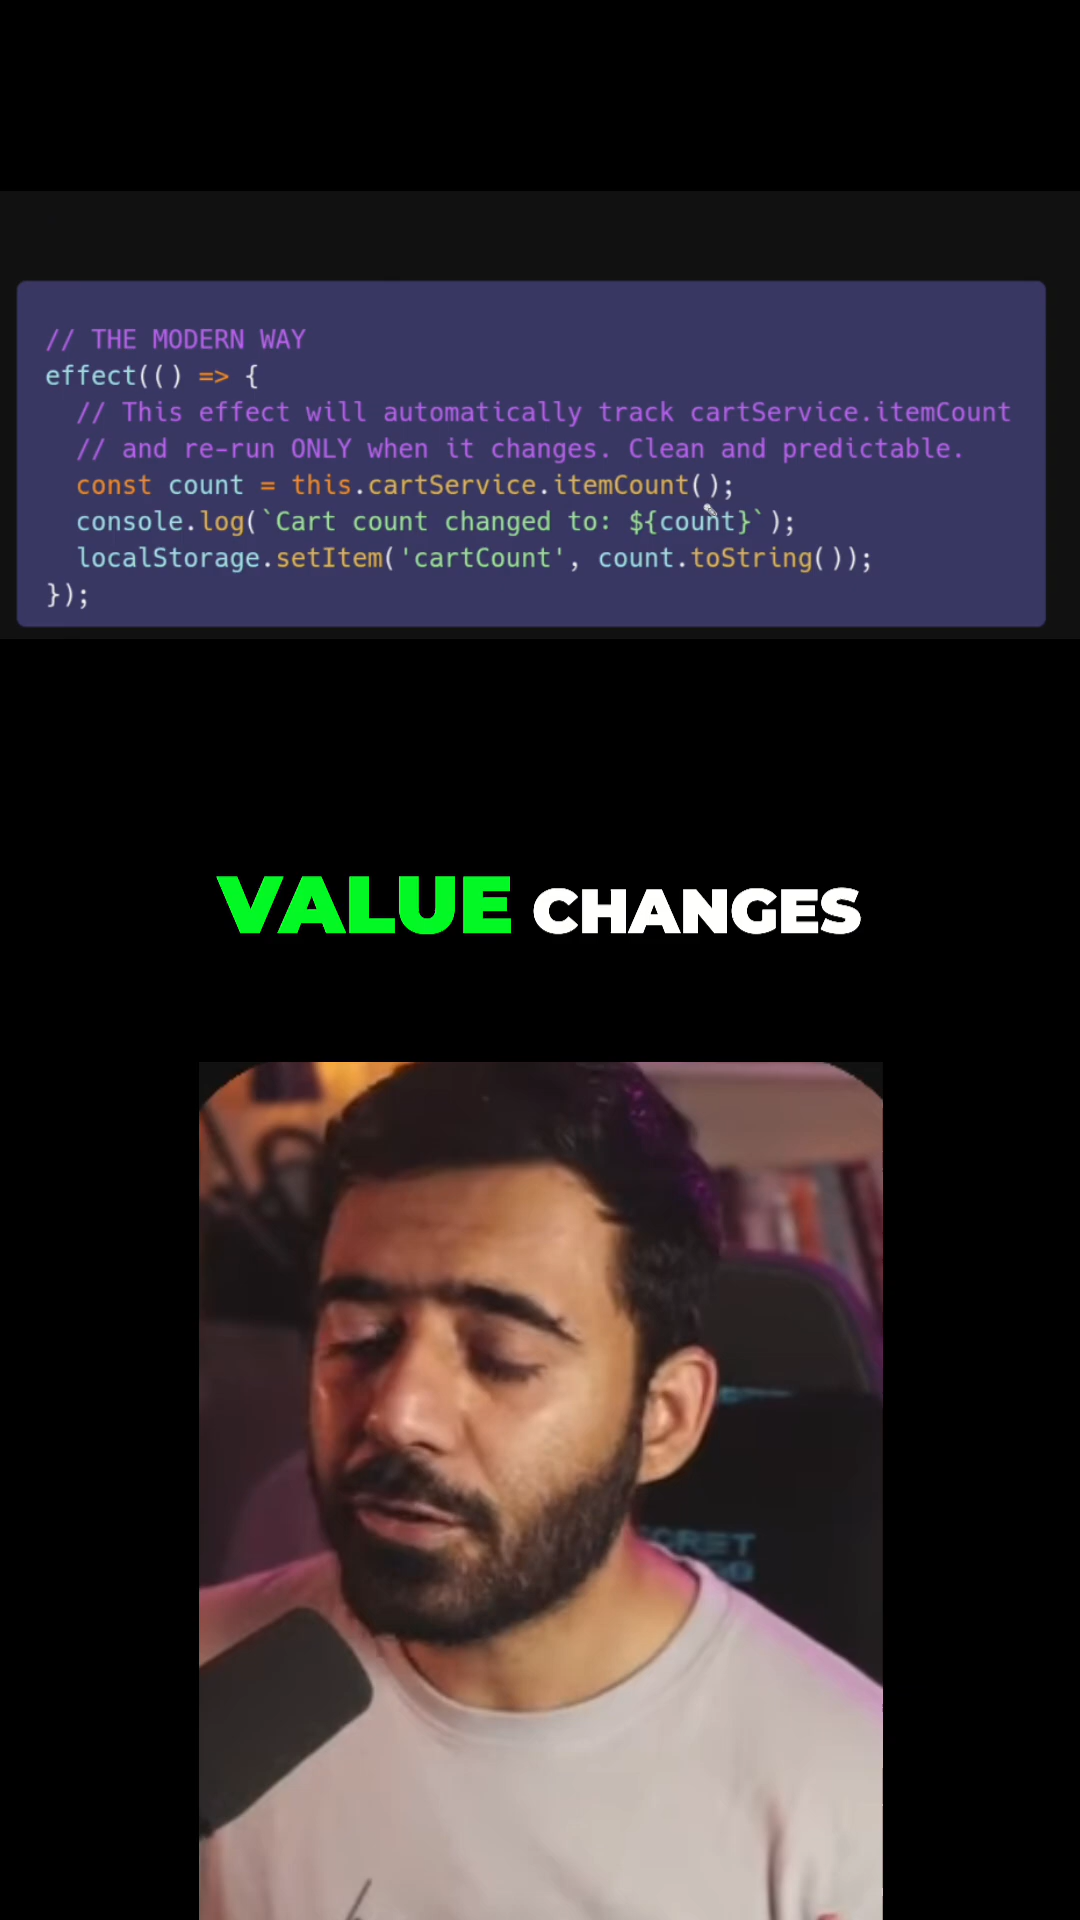 // THE MODERN WAY
effect(() => {
  // This effect will automatically track cartService.itemCount
  // and re-run ONLY when it changes. Clean and predictable.
  const count = this.cartService.itemCount();
  console.log(`Cart count changed to: ${count}`);
  localStorage.setItem('cartCount', count.toString());
});
VALUE CHANGES